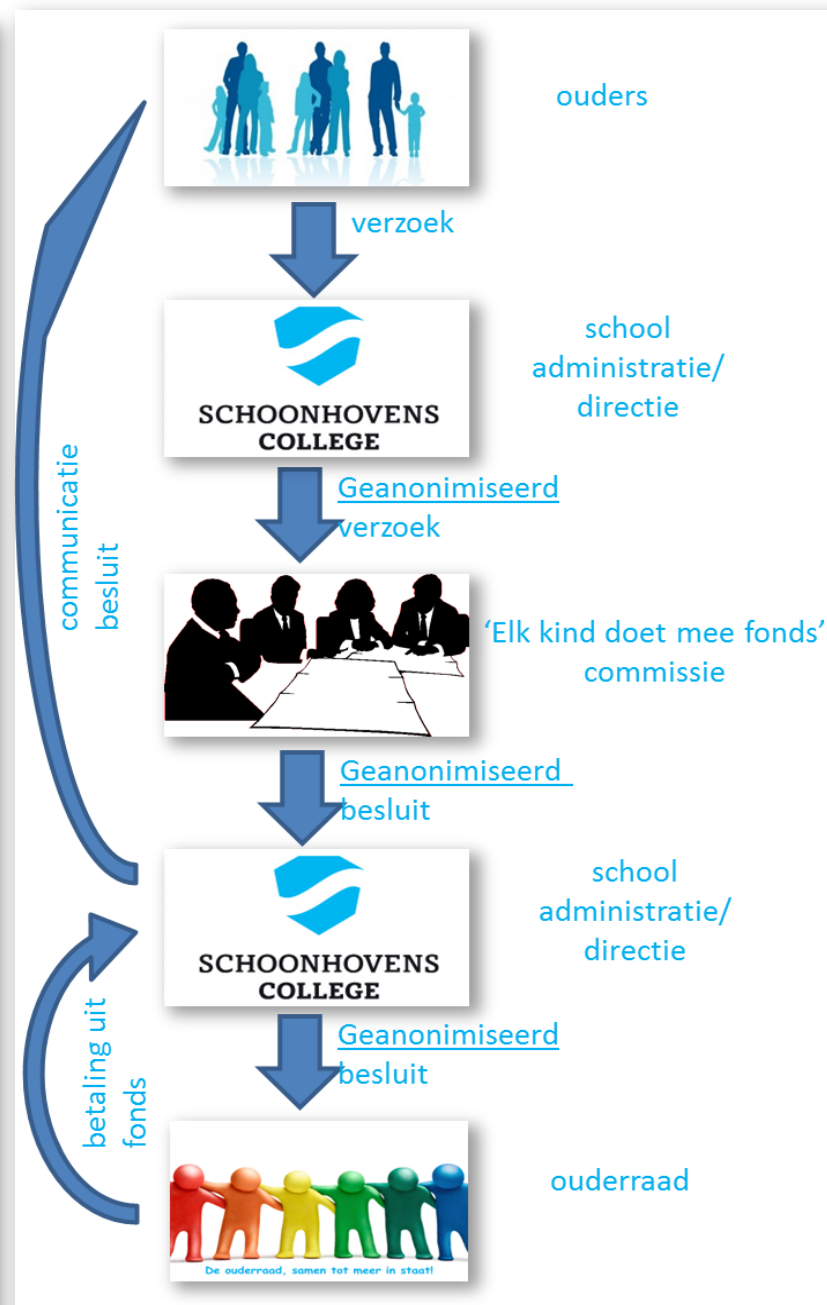 ouders
verzoek
SCHOONHOVENS
COLLEGE
school
administratie/
directie
Geanonimiseerd
verzoek
communicatie
besluit
‘Elk kind doet mee fonds’
commissie
Geanonimiseerd
besluit
SCHOONHOVENS
COLLEGE
school
administratie/
directie
Geanonimiseerd
besluit
betaling uit
fonds
ouderraad
De ouderraad, samen tot meer in staat!